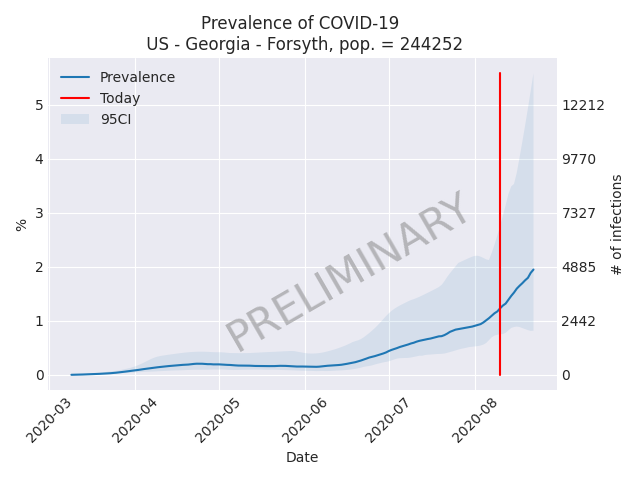 Prevalence of COVID-19
US - Georgia - Forsyth, pop. = 244252
Prevalence
Today
95CI
PRELIMINARY
%
5
4
3
2
1
0
12212
9770
7327
4885
2442
0
# of infections
2020-03
2020-04
2020-05
2020-06
2020-07
2020-08
Date